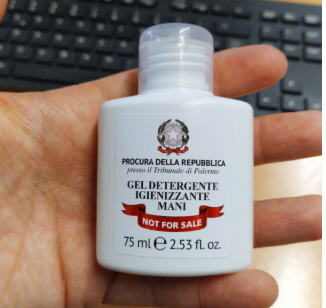 PROCURA DELLA REPUBBLICA
presso il Tribunale di Palermo
GEL DETERGENTE
IGIENIZZANTE
MANI
NOT FOR SALE
75 ml ℮ 2.53 fl. oz.